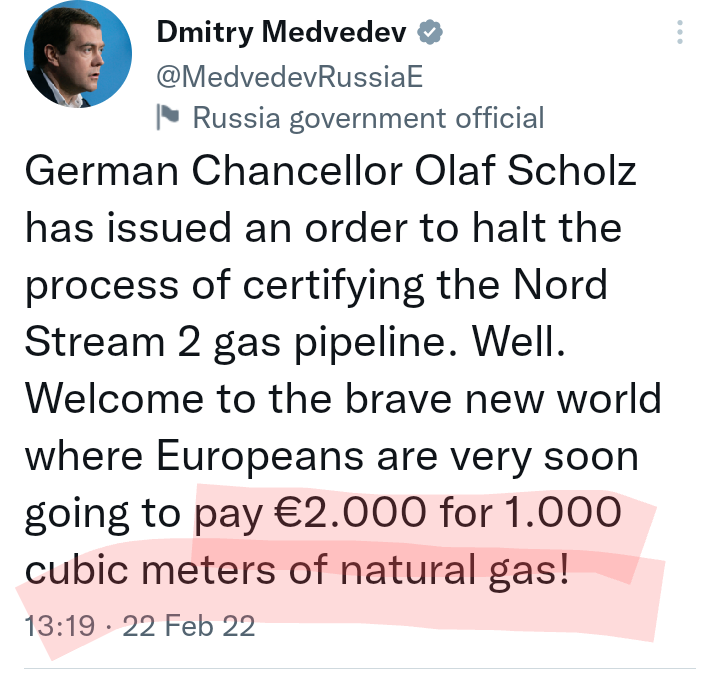 Dmitry Medvedev
@MedvedevRussiaE
Russia government official
German Chancellor Olaf Scholz
has issued an order to halt the
process of certifying the Nord
Stream 2 gas pipeline. Well.
Welcome to the brave new world
where Europeans are very soon
going to pay €2.000 for 1.000
cubic meters of natural gas!
13:19 · 22 Feb 22